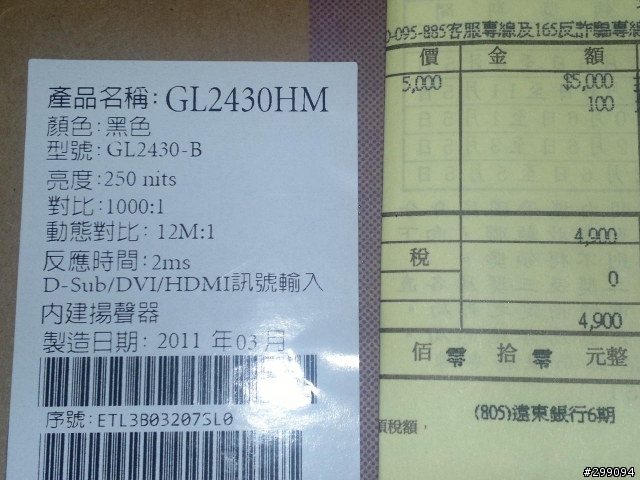 產品名稱: GL2430HM
顏色: 黑色
型號: GL2430-B
亮度: 250 nits
對比: 1000:1
動態對比: 12M:1
反應時間: 2ms
D-Sub/DVI/HDMI訊號輸入
內建揚聲器
製造日期: 2011 年03 月
序號:ETL3B03207SL0
0-095-885客服專線及165反詐騙專線
價 金 額
5,000 $5,000
100
4,900
稅 0
4,900
佰 零 拾 零 元整
(805)遠東銀行6期
稅額,
#299094